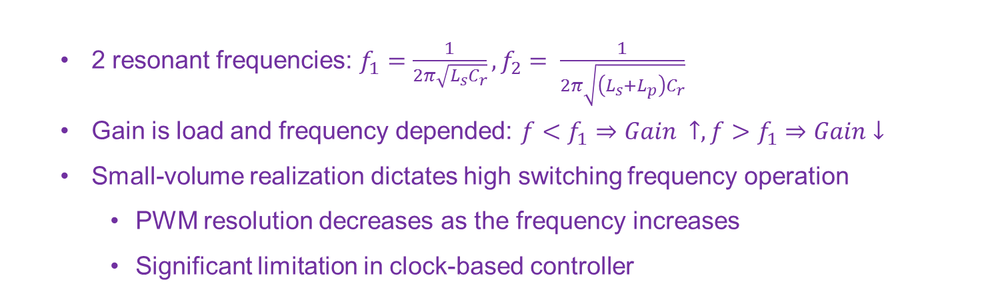 • 2 resonant frequencies: $f_1 = \frac{1}{2\pi\sqrt{L_s C_r}}, f_2 = \frac{1}{2\pi\sqrt{(L_s + L_p)C_r}}$
• Gain is load and frequency depended: $f < f_1 \Rightarrow Gain \uparrow, f > f_1 \Rightarrow Gain \downarrow$
• Small-volume realization dictates high switching frequency operation
• PWM resolution decreases as the frequency increases
• Significant limitation in clock-based controller